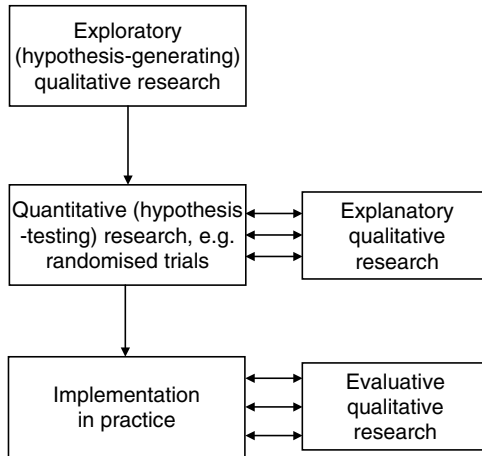 Exploratory
(hypothesis-generating)
qualitative research
Quantitative (hypothesis
-testing) research, e.g.
randomised trials
Explanatory
qualitative
research
Implementation
in practice
Evaluative
qualitative
research